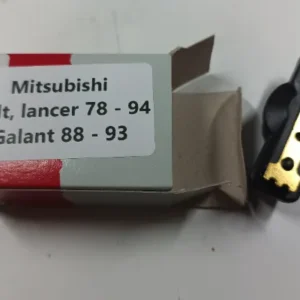 Mitsubishi
lt, lancer 78 - 94
Galant 88 - 93